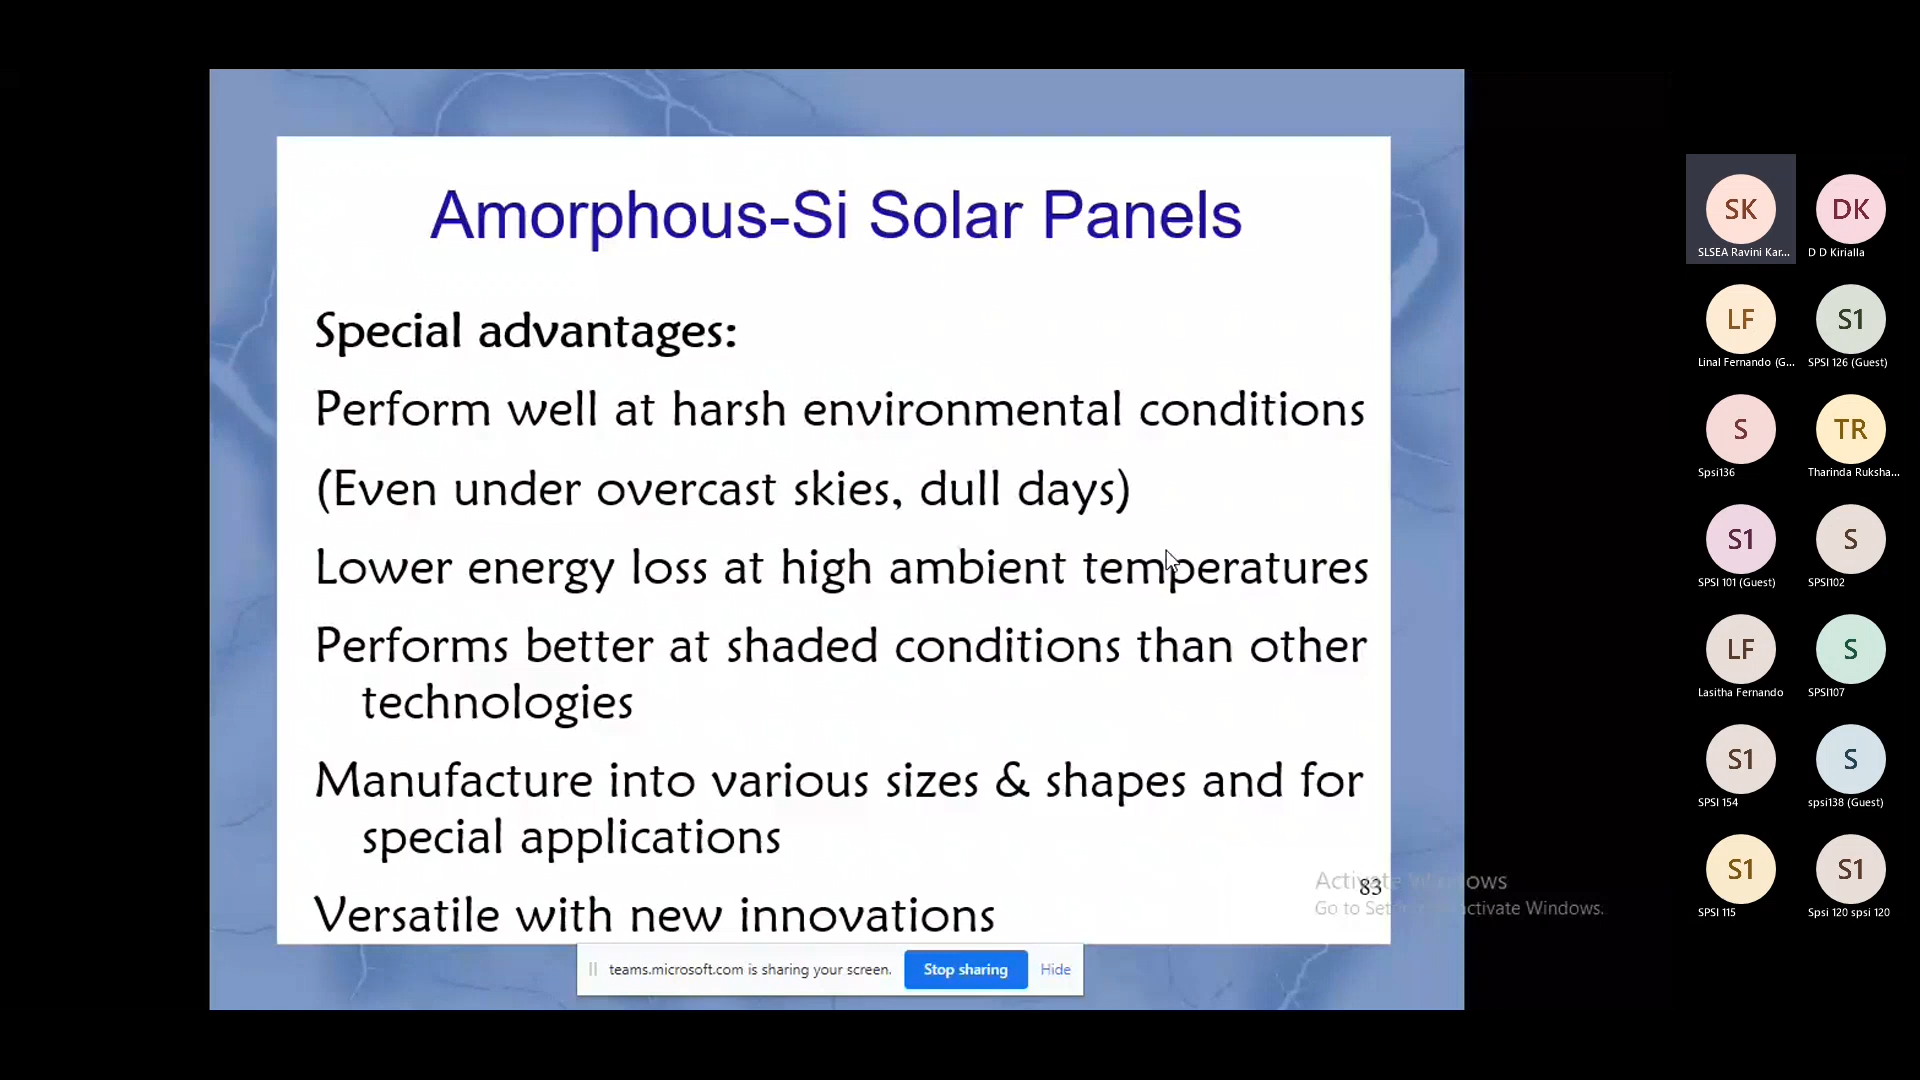 Amorphous-Si Solar Panels
Special advantages:
Perform well at harsh environmental conditions
(Even under overcast skies, dull days)
Lower energy loss at high ambient temperatures
Performs better at shaded conditions than other
technologies
Manufacture into various sizes & shapes and for
special applications
Versatile with new innovations
83
Activate Windows
Go to Set activate Windows.
teams.microsoft.com is sharing your screen.
Stop sharing
Hide
SK
SLSEA Ravini Kar...
DK
D D Kirialla
LF
Linal Fernando (G...
S1
SPSI 126 (Guest)
S
Spsi136
TR
Tharinda Ruksha...
S1
SPSI 101 (Guest)
S
SPSI102
LF
Lasitha Fernando
S
SPSI107
S1
SPSI 154
S
spsi138 (Guest)
S1
SPSI 115
S1
Spsi 120 spsi 120